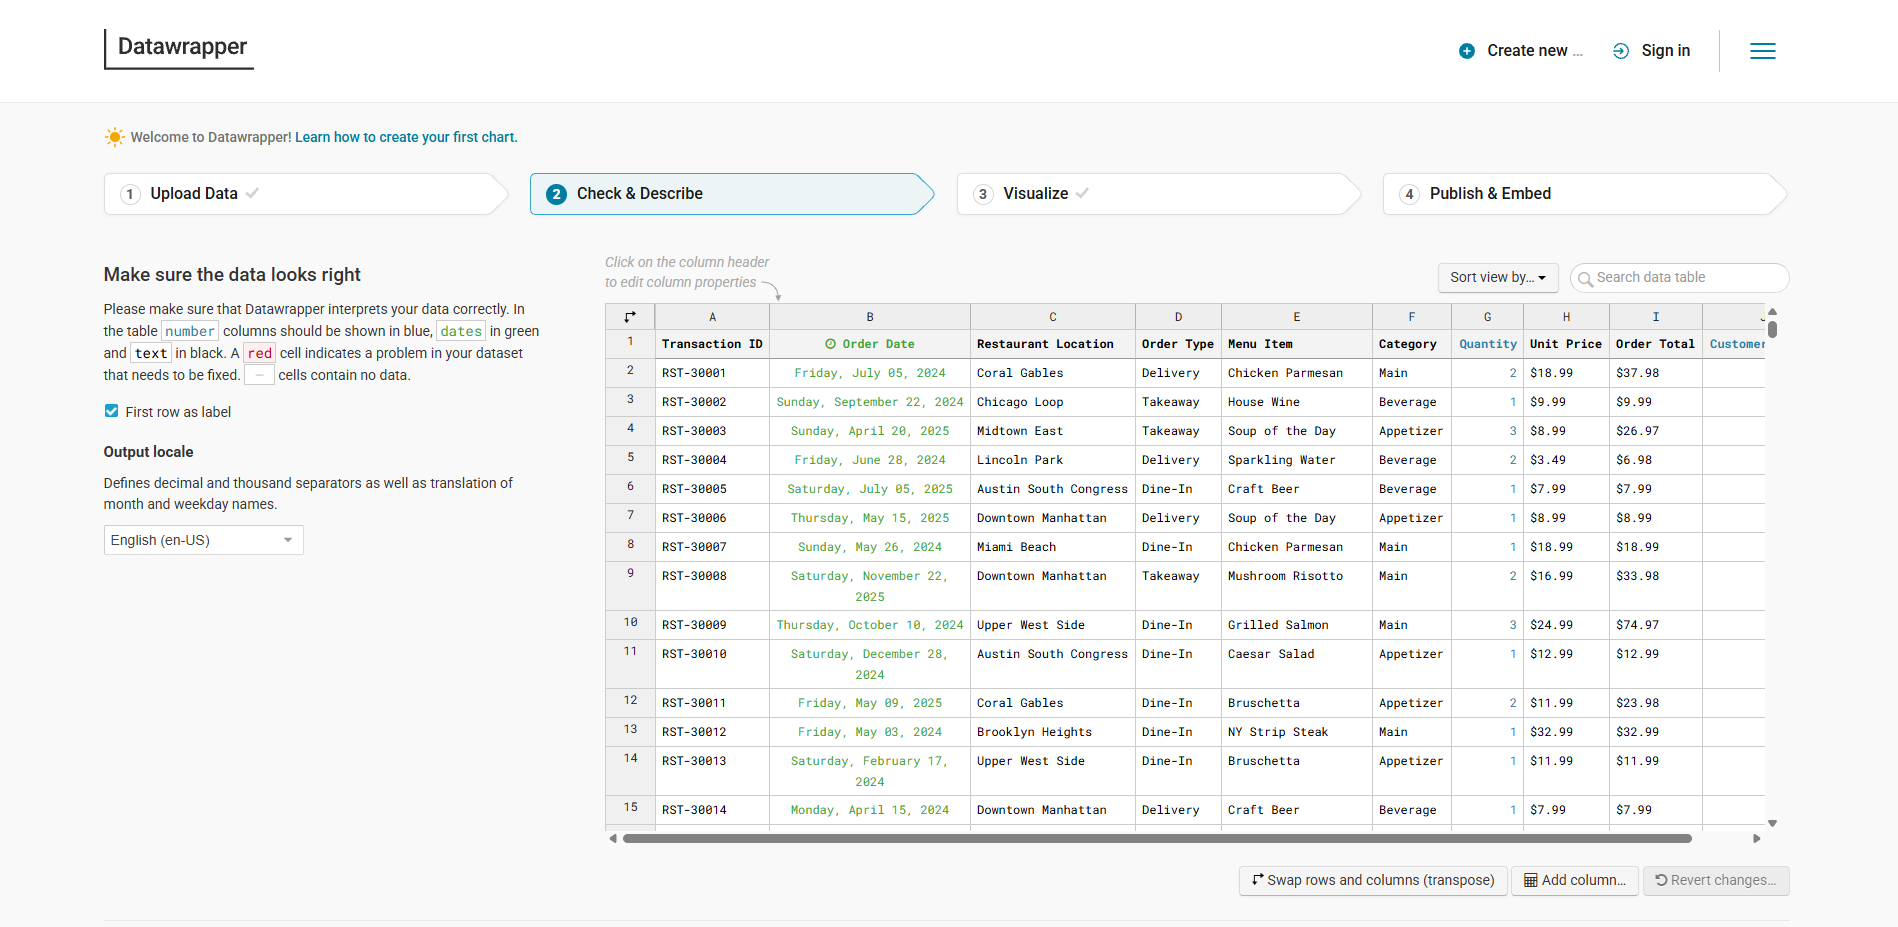 Datawrapper
Create new ...
Sign in
Welcome to Datawrapper! Learn how to create your first chart.
1 Upload Data
2 Check & Describe
3 Visualize
4 Publish & Embed
Make sure the data looks right
Please make sure that Datawrapper interprets your data correctly. In
the table number columns should be shown in blue, dates in green
and text in black. A red cell indicates a problem in your dataset
that needs to be fixed. – cells contain no data.
First row as label
Output locale
Defines decimal and thousand separators as well as translation of
month and weekday names.
English (en-US)
Click on the column header
to edit column properties
Sort view by...
Search data table
A B C D E F G H I J
1 Transaction ID Order Date Restaurant Location Order Type Menu Item Category Quantity Unit Price Order Total Customer
2 RST-30001 Friday, July 05, 2024 Coral Gables Delivery Chicken Parmesan Main 2 $18.99 $37.98
3 RST-30002 Sunday, September 22, 2024 Chicago Loop Takeaway House Wine Beverage 1 $9.99 $9.99
4 RST-30003 Sunday, April 20, 2025 Midtown East Takeaway Soup of the Day Appetizer 3 $8.99 $26.97
5 RST-30004 Friday, June 28, 2024 Lincoln Park Delivery Sparkling Water Beverage 2 $3.49 $6.98
6 RST-30005 Saturday, July 05, 2025 Austin South Congress Dine-In Craft Beer Beverage 1 $7.99 $7.99
7 RST-30006 Thursday, May 15, 2025 Downtown Manhattan Delivery Soup of the Day Appetizer 1 $8.99 $8.99
8 RST-30007 Sunday, May 26, 2024 Miami Beach Dine-In Chicken Parmesan Main 1 $18.99 $18.99
9 RST-30008 Saturday, November 22, 2025 Downtown Manhattan Takeaway Mushroom Risotto Main 2 $16.99 $33.98
10 RST-30009 Thursday, October 10, 2024 Upper West Side Dine-In Grilled Salmon Main 3 $24.99 $74.97
11 RST-30010 Saturday, December 28, 2024 Austin South Congress Dine-In Caesar Salad Appetizer 1 $12.99 $12.99
12 RST-30011 Friday, May 09, 2025 Coral Gables Dine-In Bruschetta Appetizer 2 $11.99 $23.98
13 RST-30012 Friday, May 03, 2024 Brooklyn Heights Dine-In NY Strip Steak Main 1 $32.99 $32.99
14 RST-30013 Saturday, February 17, 2024 Upper West Side Dine-In Bruschetta Appetizer 1 $11.99 $11.99
15 RST-30014 Monday, April 15, 2024 Downtown Manhattan Delivery Craft Beer Beverage 1 $7.99 $7.99
Swap rows and columns (transpose)
Add column...
Revert changes...